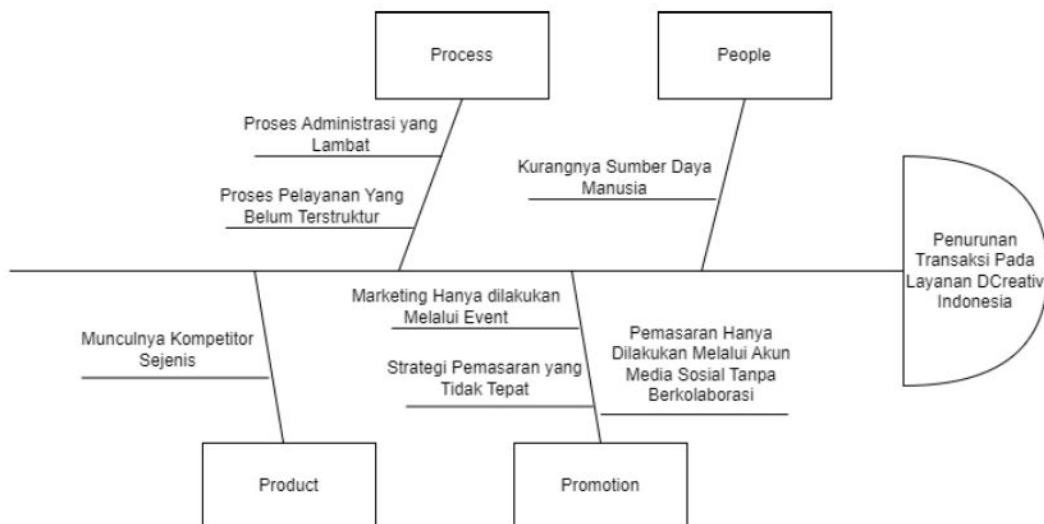 Process
People
Proses Administrasi yang
Lambat
Proses Pelayanan Yang
Belum Terstruktur
Kurangnya Sumber Daya
Manusia
Penurunan
Transaksi Pada
Layanan DCreativ
Indonesia
Munculnya Kompetitor
Sejenis
Marketing Hanya dilakukan
Melalui Event
Strategi Pemasaran yang
Tidak Tepat
Pemasaran Hanya
Dilakukan Melalui Akun
Media Sosial Tanpa
Berkolaborasi
Product
Promotion